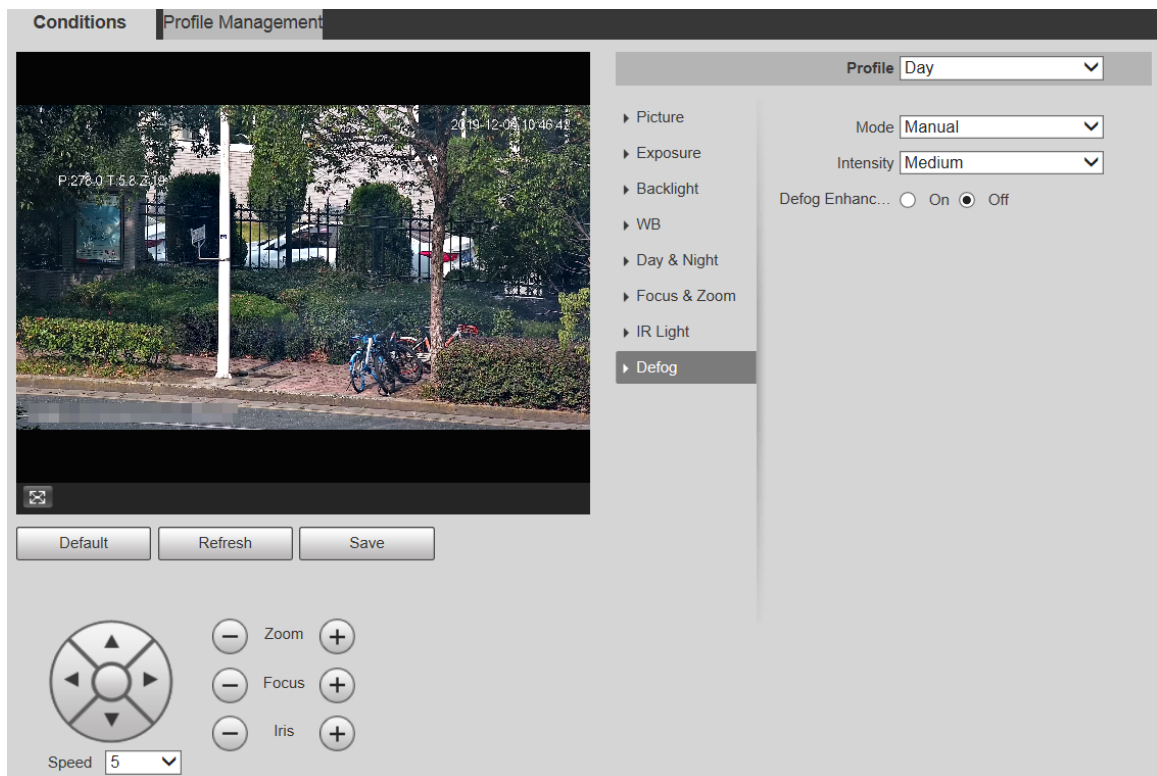 Conditions
Profile Management
Profile Day
2019-12-09 10:46:42
P:278.0 T:5.8 Z:19
Picture
Exposure
Backlight
WB
Day & Night
Focus & Zoom
IR Light
Defog
Mode Manual
Intensity Medium
Defog Enhanc... On Off
Default Refresh Save
Zoom
Focus
Iris
Speed 5